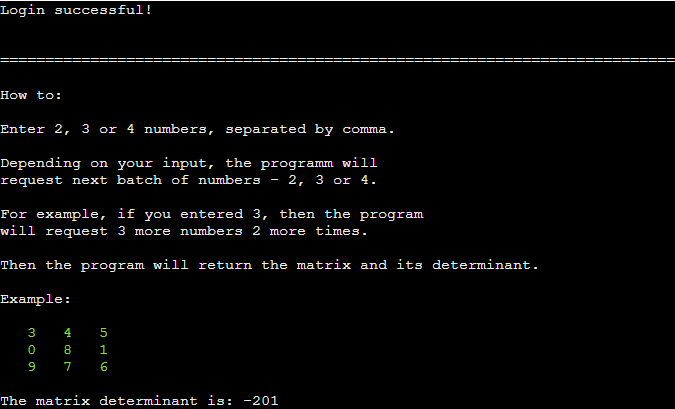 Login successful!
===========================================================================
How to:
Enter 2, 3 or 4 numbers, separated by comma.
Depending on your input, the programm will
request next batch of numbers - 2, 3 or 4.
For example, if you entered 3, then the program
will request 3 more numbers 2 more times.
Then the program will return the matrix and its determinant.
Example:
3 4 5
0 8 1
9 7 6
The matrix determinant is: -201